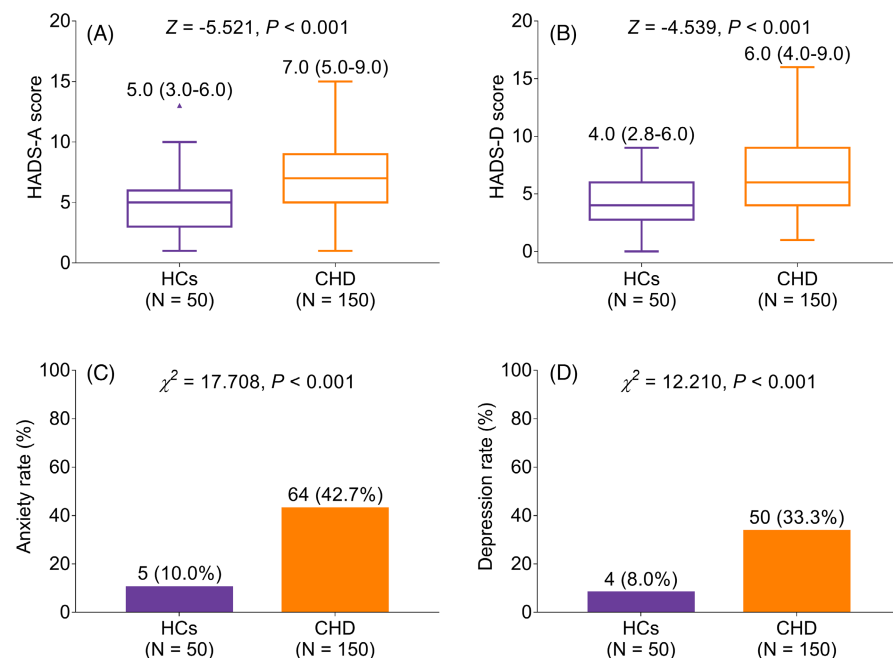 (A)
Z = -5.521, P < 0.001
20
15
10
5
0
HADS-A score
5.0 (3.0-6.0)
7.0 (5.0-9.0)
HCs
(N = 50)
CHD
(N = 150)
(B)
Z = -4.539, P < 0.001
20
15
10
5
0
HADS-D score
4.0 (2.8-6.0)
6.0 (4.0-9.0)
HCs
(N = 50)
CHD
(N = 150)
(C)
χ² = 17.708, P < 0.001
100
80
60
40
20
0
Anxiety rate (%)
5 (10.0%)
64 (42.7%)
HCs
(N = 50)
CHD
(N = 150)
(D)
χ² = 12.210, P < 0.001
100
80
60
40
20
0
Depression rate (%)
4 (8.0%)
50 (33.3%)
HCs
(N = 50)
CHD
(N = 150)